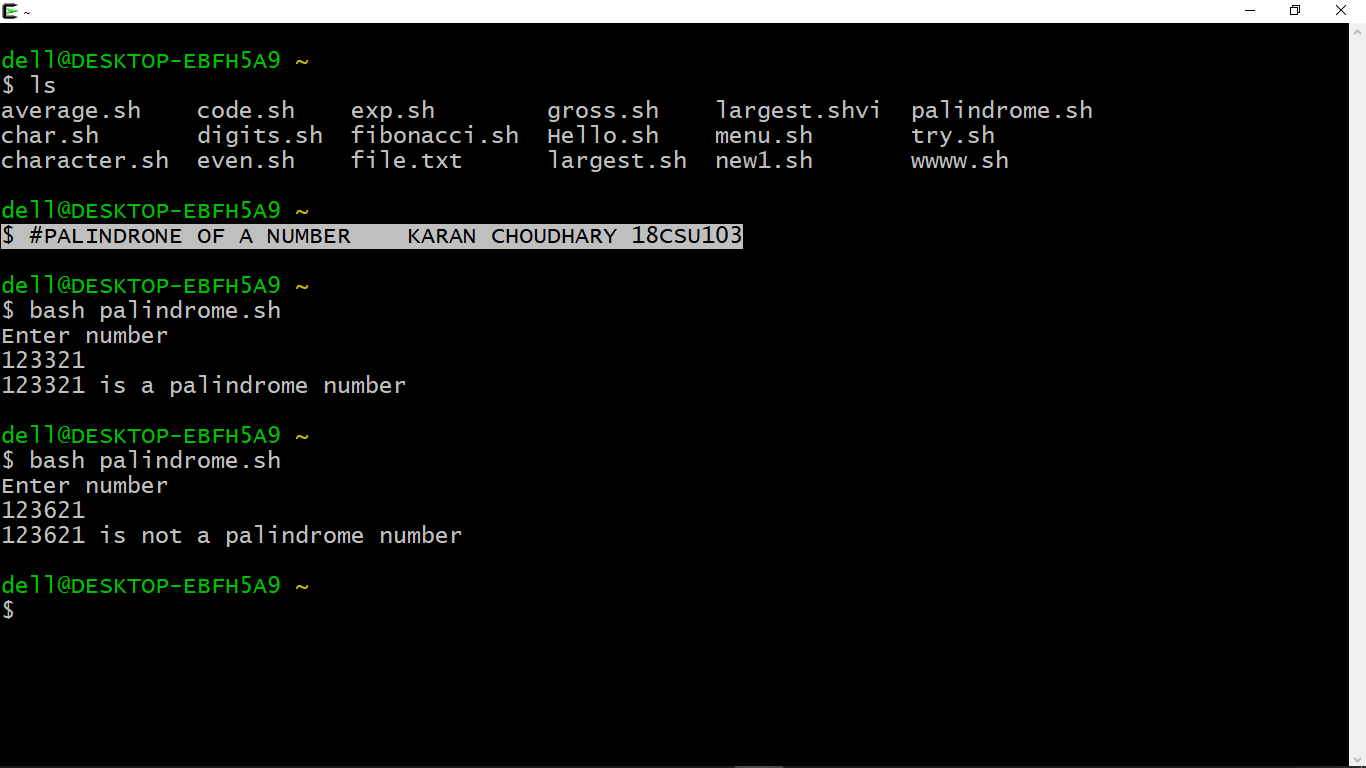 ~
dell@DESKTOP-EBFH5A9 ~
$ ls
average.sh    code.sh    exp.sh        gross.sh    largest.shvi  palindrome.sh
char.sh       digits.sh  fibonacci.sh  Hello.sh    menu.sh       try.sh
character.sh  even.sh    file.txt      largest.sh  new1.sh       wwww.sh
dell@DESKTOP-EBFH5A9 ~
$ #PALINDRONE OF A NUMBER    KARAN CHOUDHARY 18CSU103
dell@DESKTOP-EBFH5A9 ~
$ bash palindrome.sh
Enter number
123321
123321 is a palindrome number
dell@DESKTOP-EBFH5A9 ~
$ bash palindrome.sh
Enter number
123621
123621 is not a palindrome number
dell@DESKTOP-EBFH5A9 ~
$